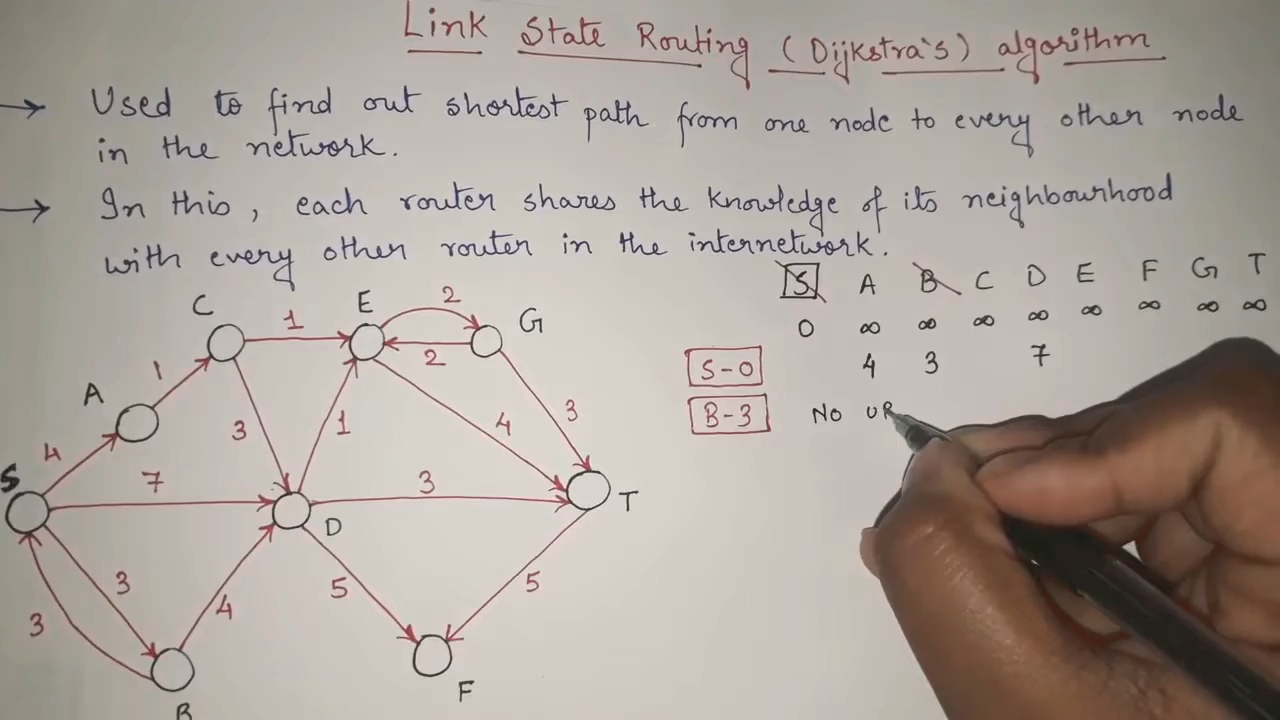 Link State Routing (Dijkstra's) algorithm
→ Used to find out shortest path from one node to every other node
in the network.
→ In this, each router shares the knowledge of its neighbourhood
with every other router in the internetwork.
S A B C D E F G T
0 ∞ ∞ ∞ ∞ ∞ ∞ ∞ ∞
S-0 4 3 7
B-3 No UP
C 1 E 2 G
2
A 1
3 1 4 3
S 4
7 3 T
D
3 4 5 5
3
B F